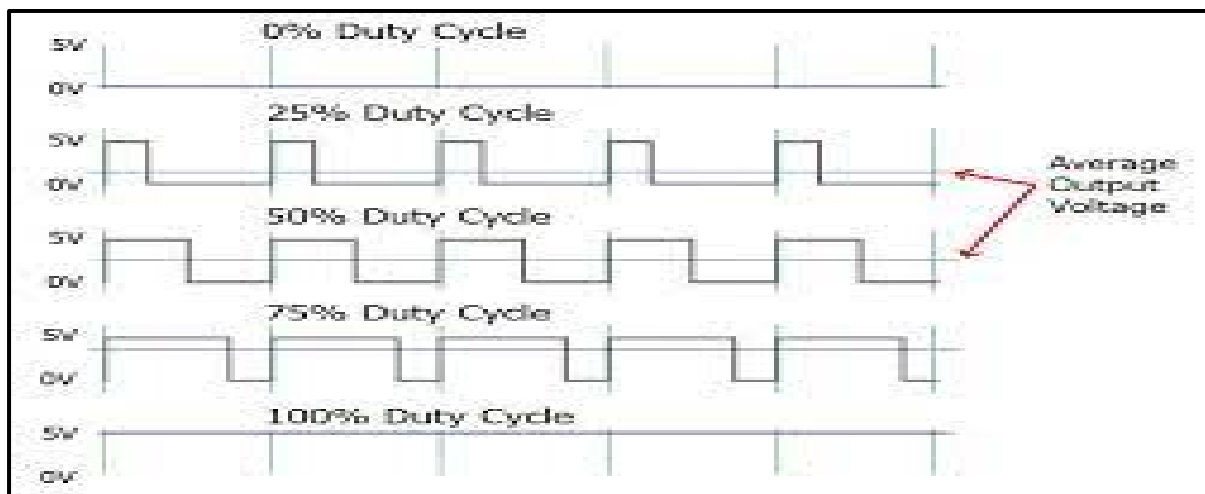 0% Duty Cycle
5V
0V
25% Duty Cycle
5V
0V
Average
Output
Voltage
50% Duty Cycle
5V
0V
75% Duty Cycle
5V
0V
100% Duty Cycle
5V
0V